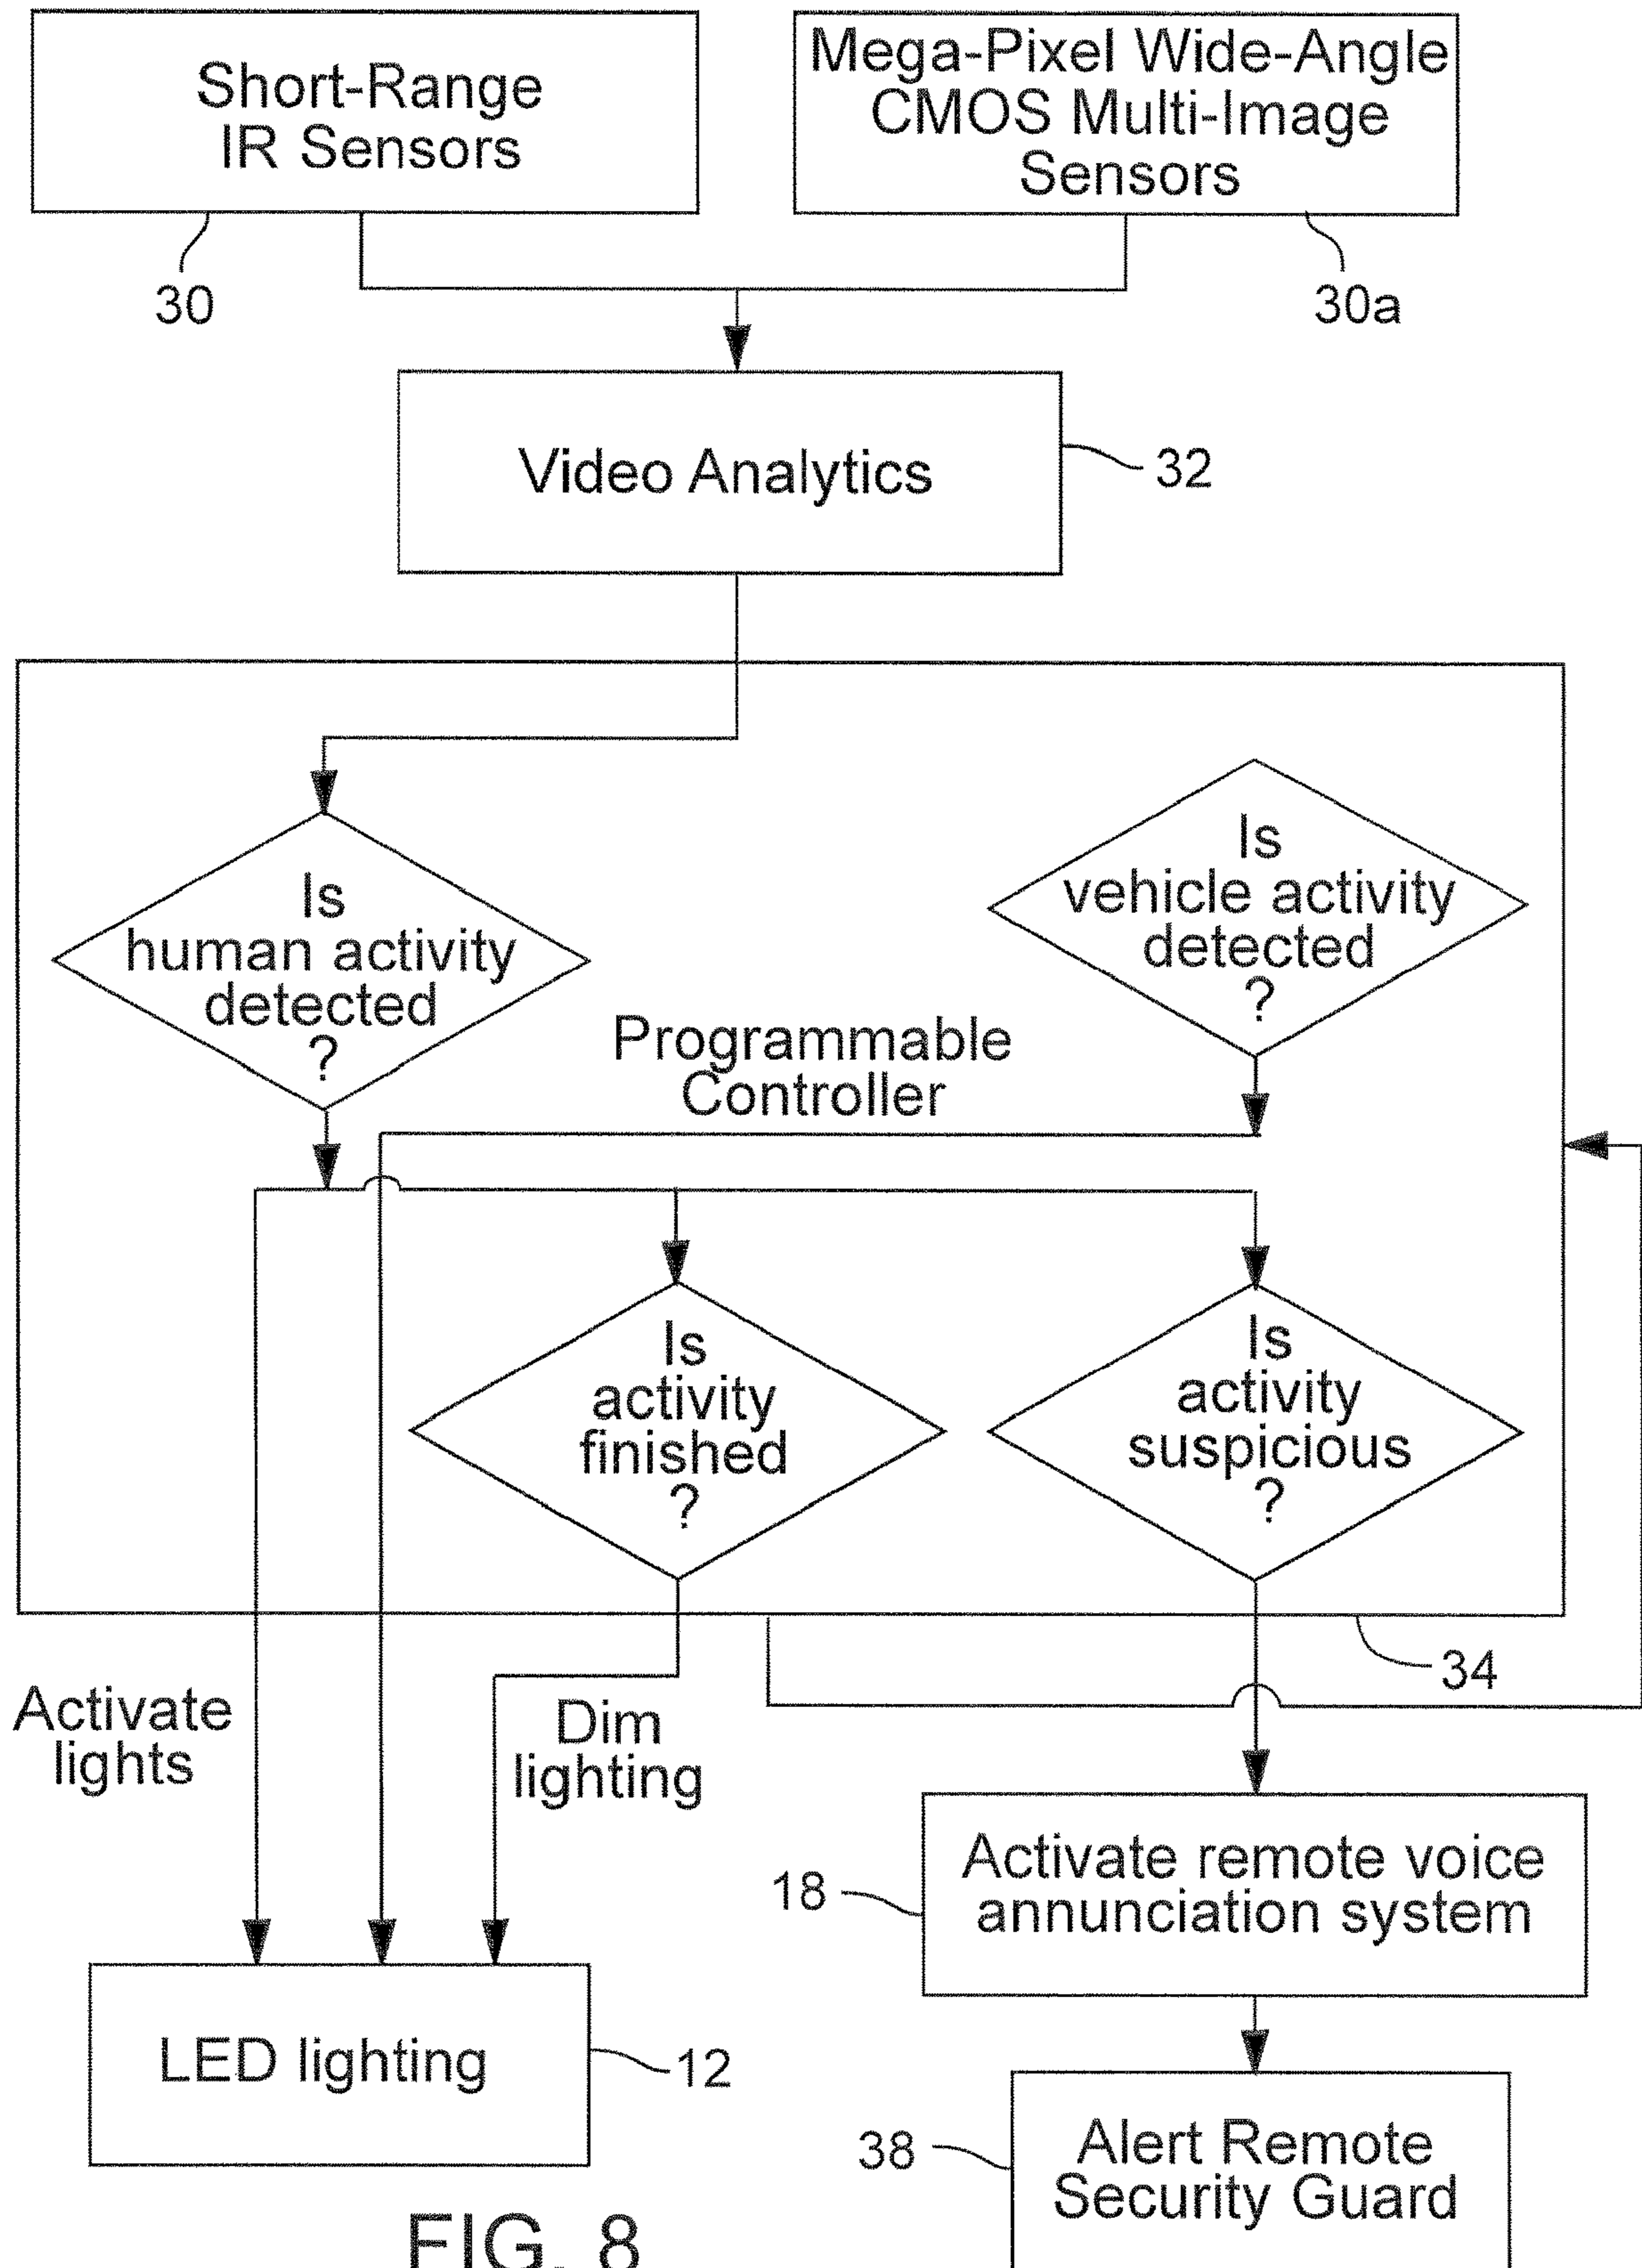 Short-Range
IR Sensors
Mega-Pixel Wide-Angle
CMOS Multi-Image
Sensors
30
30a
Video Analytics
32
Is
human activity
detected
?
Is
vehicle activity
detected
?
Programmable
Controller
Is
activity
finished
?
Is
activity
suspicious
?
34
Activate
lights
Dim
lighting
18
Activate remote voice
annunciation system
LED lighting
12
38
Alert Remote
Security Guard
FIG. 8